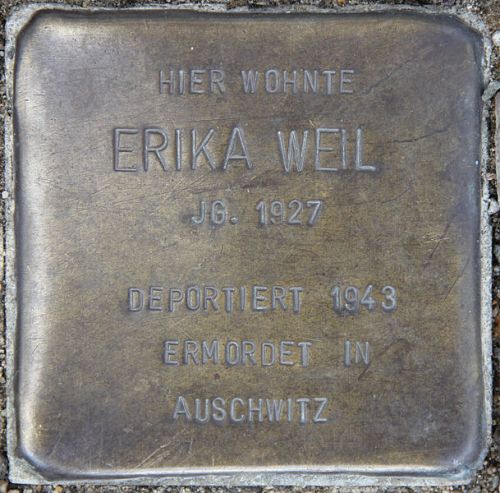 HIER WOHNTE
ERIKA WEIL
JG. 1927
DEPORTIERT 1943
ERMORDET IN
AUSCHWITZ